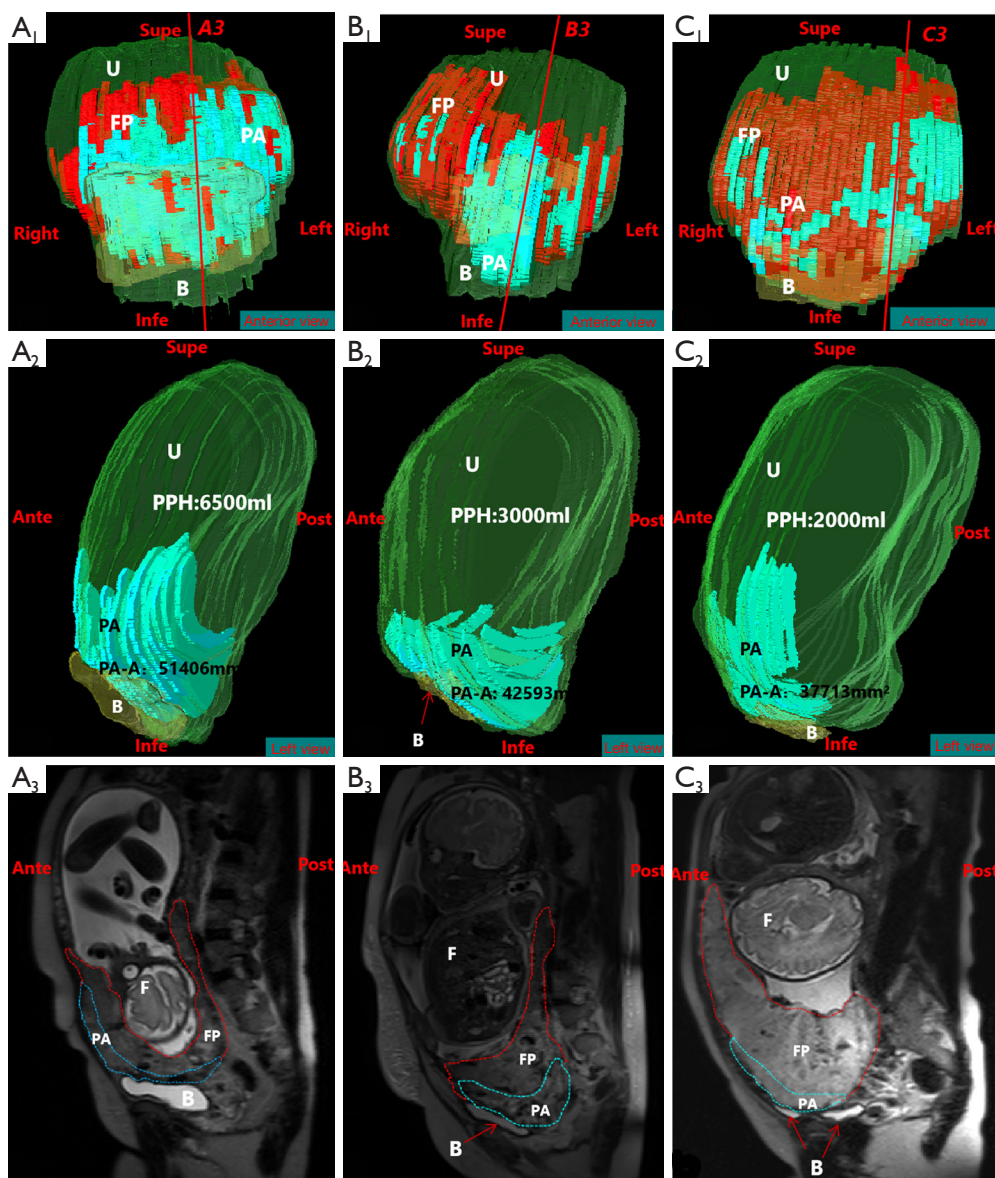 A1
Supe
A3
U
FP
PA
Right
Left
B
Infe
Anterior view
B1
Supe
B3
U
FP
Right
Left
B
PA
Infe
Anterior view
C1
Supe
C3
U
FP
PA
Right
Left
B
Infe
Anterior view
A2
Supe
U
PPH:6500ml
Ante
Post
PA
PA-A: 51406mm
B
Infe
Left view
B2
Supe
U
PPH:3000ml
Ante
Post
PA
PA-A: 42593m
B
Infe
Left view
C2
Supe
U
PPH:2000ml
Ante
Post
PA
PA-A: 37713mm²
B
Infe
Left view
A3
Ante
Post
F
PA
FP
B
B3
Ante
Post
F
FP
PA
B
C3
Ante
Post
F
FP
PA
B